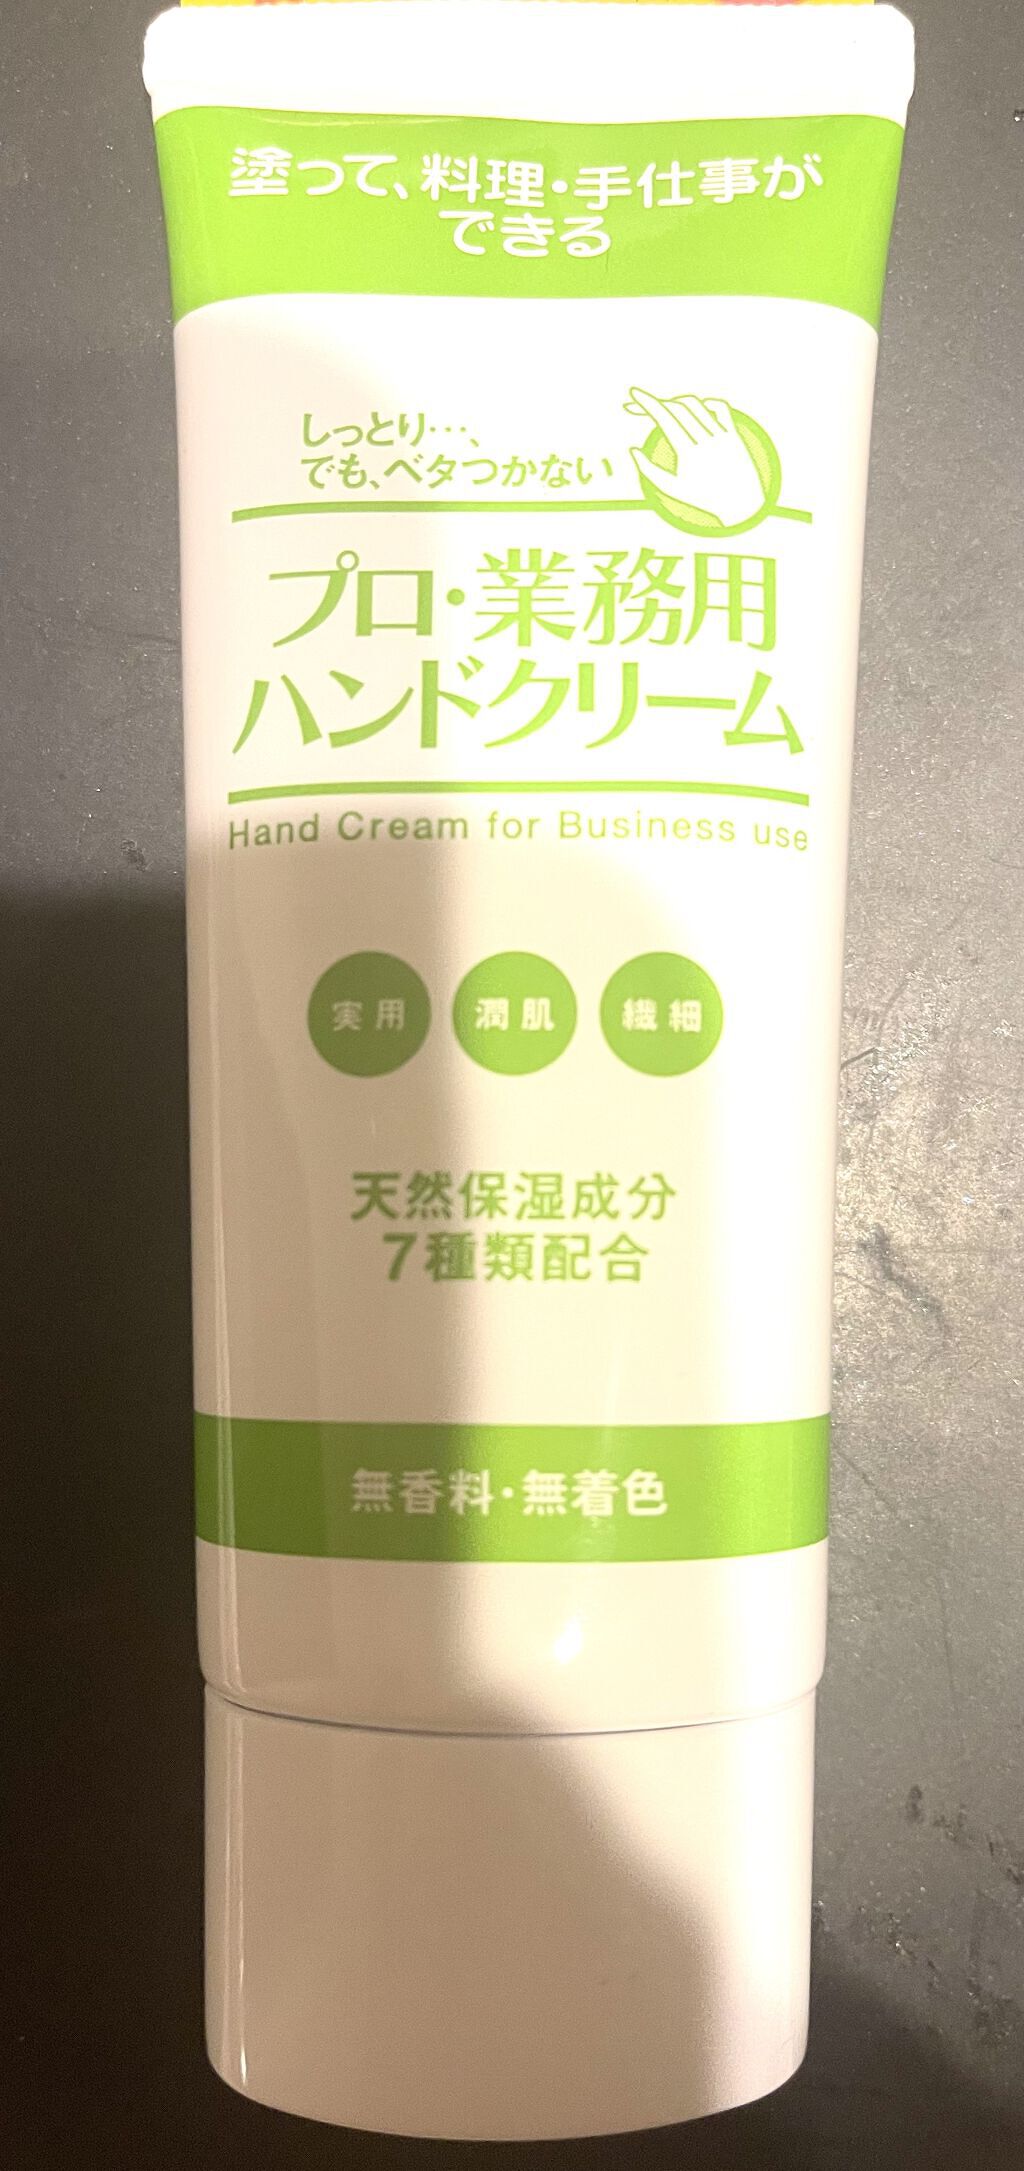 塗って、料理・手仕事が
できる
しっとり…、
でも、ベタつかない
プロ・業務用
ハンドクリーム
Hand Cream for Business use
実用 潤肌 繊細
天然保湿成分
7種類配合
無香料・無着色